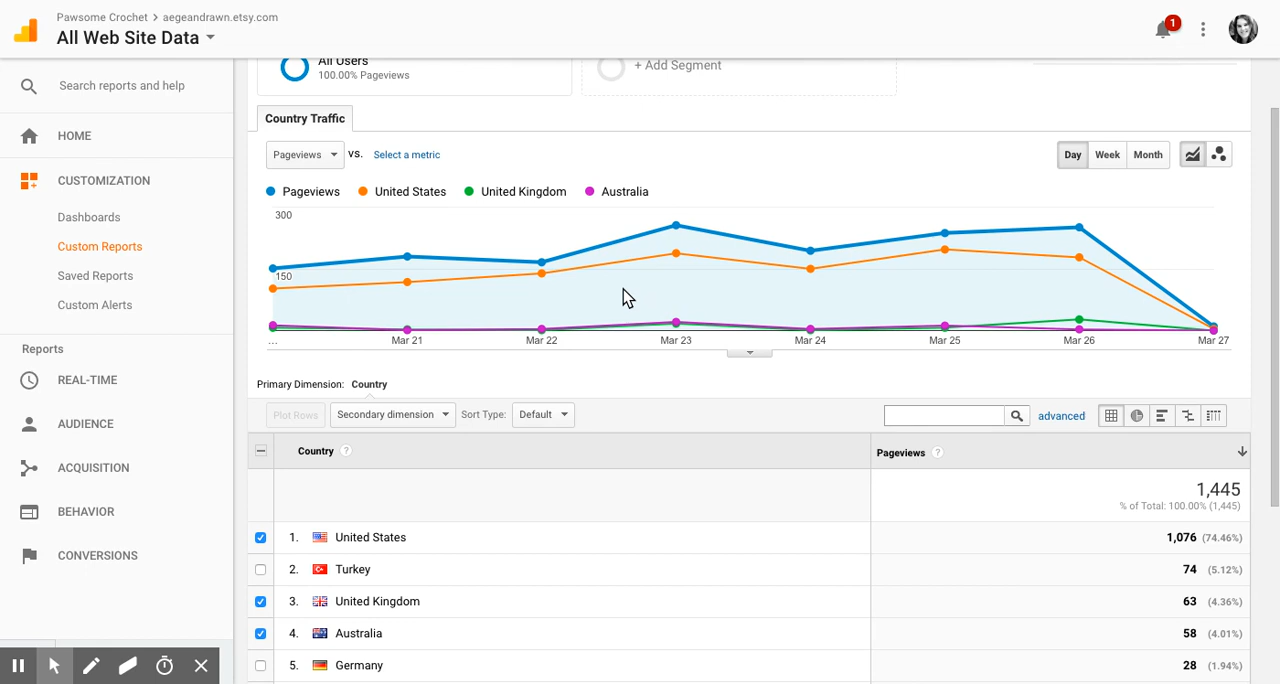 Pawsome Crochet > aegeandrawn.etsy.com
All Web Site Data
1
Search reports and help
HOME
CUSTOMIZATION
Dashboards
Custom Reports
Saved Reports
Custom Alerts
Reports
REAL-TIME
AUDIENCE
ACQUISITION
BEHAVIOR
CONVERSIONS
All Users
100.00% Pageviews
+ Add Segment
Country Traffic
Pageviews vs. Select a metric
Day Week Month
Pageviews United States United Kingdom Australia
300
150
... Mar 21 Mar 22 Mar 23 Mar 24 Mar 25 Mar 26 Mar 27
Primary Dimension: Country
Plot Rows Secondary dimension Sort Type: Default advanced
Country ? Pageviews ?
1,445
% of Total: 100.00% (1,445)
1. United States 1,076 (74.46%)
2. Turkey 74 (5.12%)
3. United Kingdom 63 (4.36%)
4. Australia 58 (4.01%)
5. Germany 28 (1.94%)